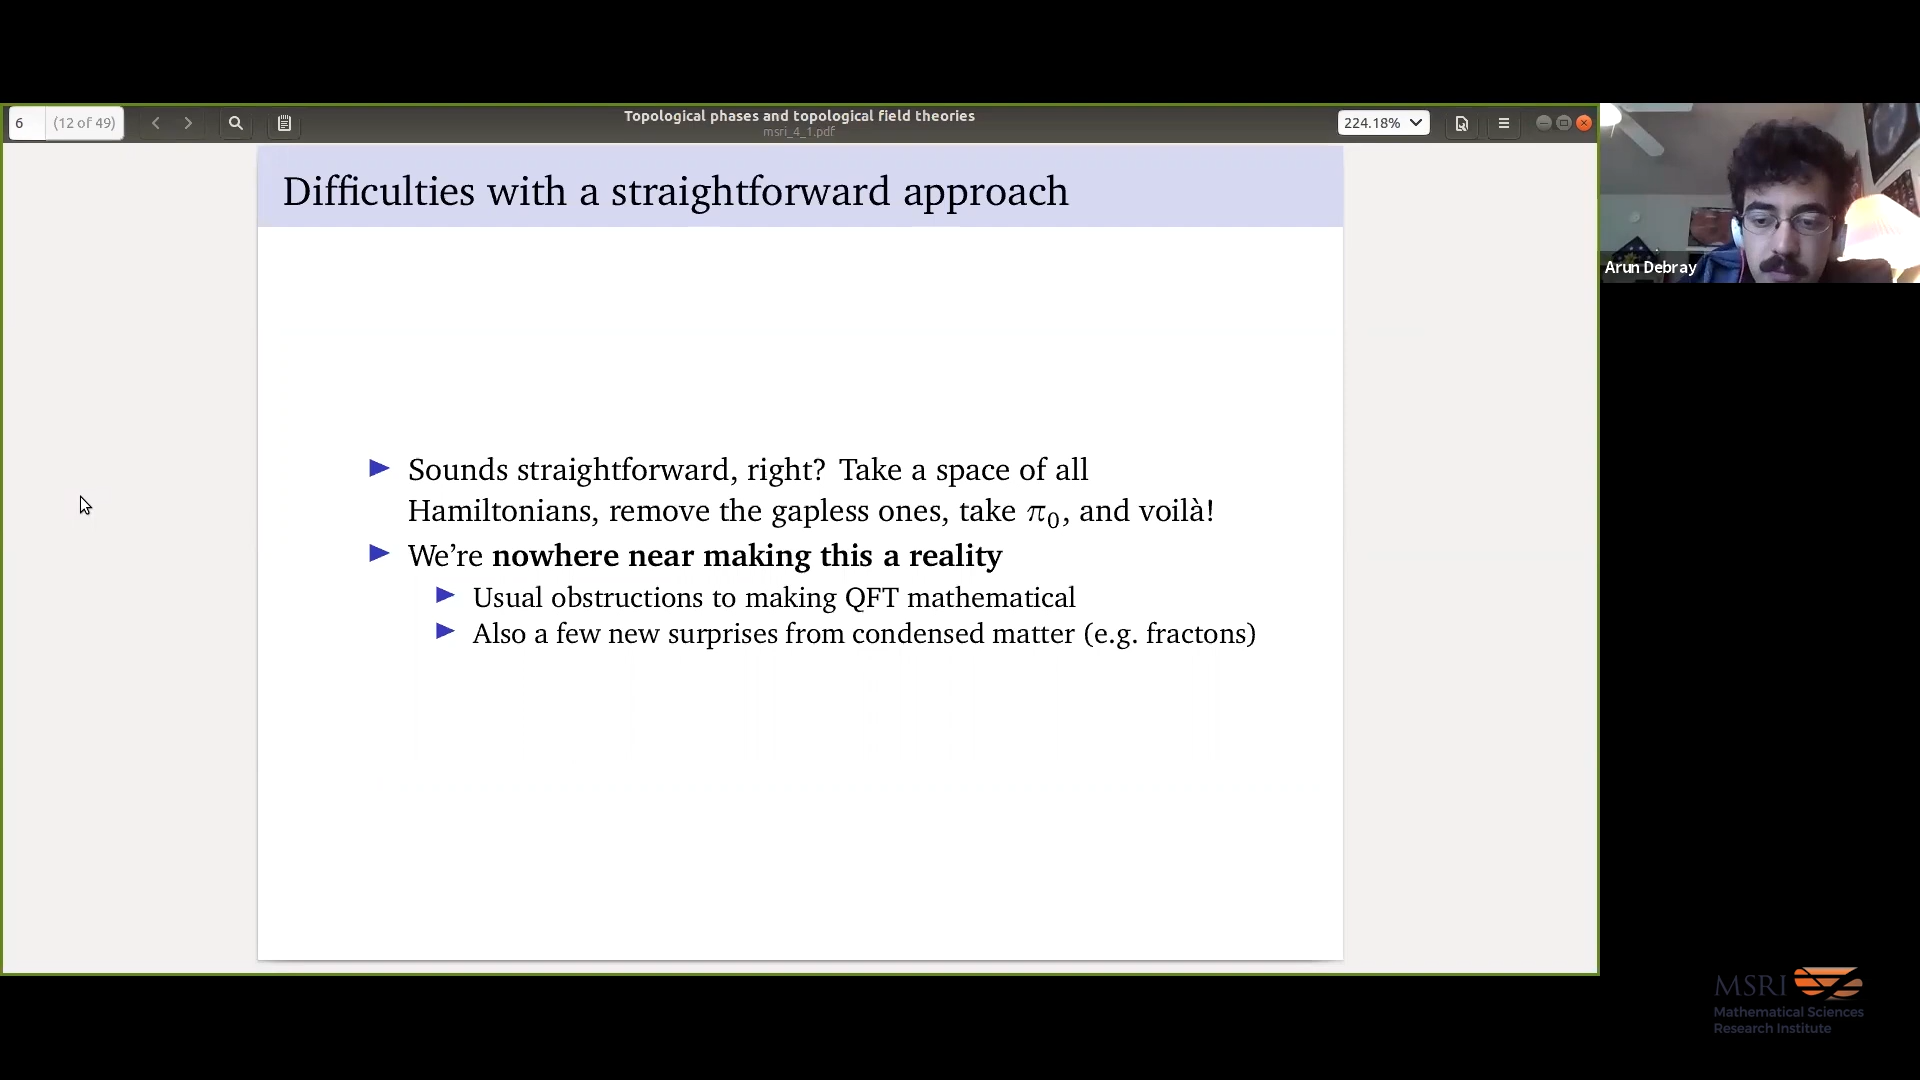 6 (12 of 49)
Topological phases and topological field theories
msri_4_1.pdf
224.18%
Difficulties with a straightforward approach
Sounds straightforward, right? Take a space of all
Hamiltonians, remove the gapless ones, take π₀, and voilà!
We're nowhere near making this a reality
Usual obstructions to making QFT mathematical
Also a few new surprises from condensed matter (e.g. fractons)
Arun Debray
MSRI
Mathematical Sciences
Research Institute